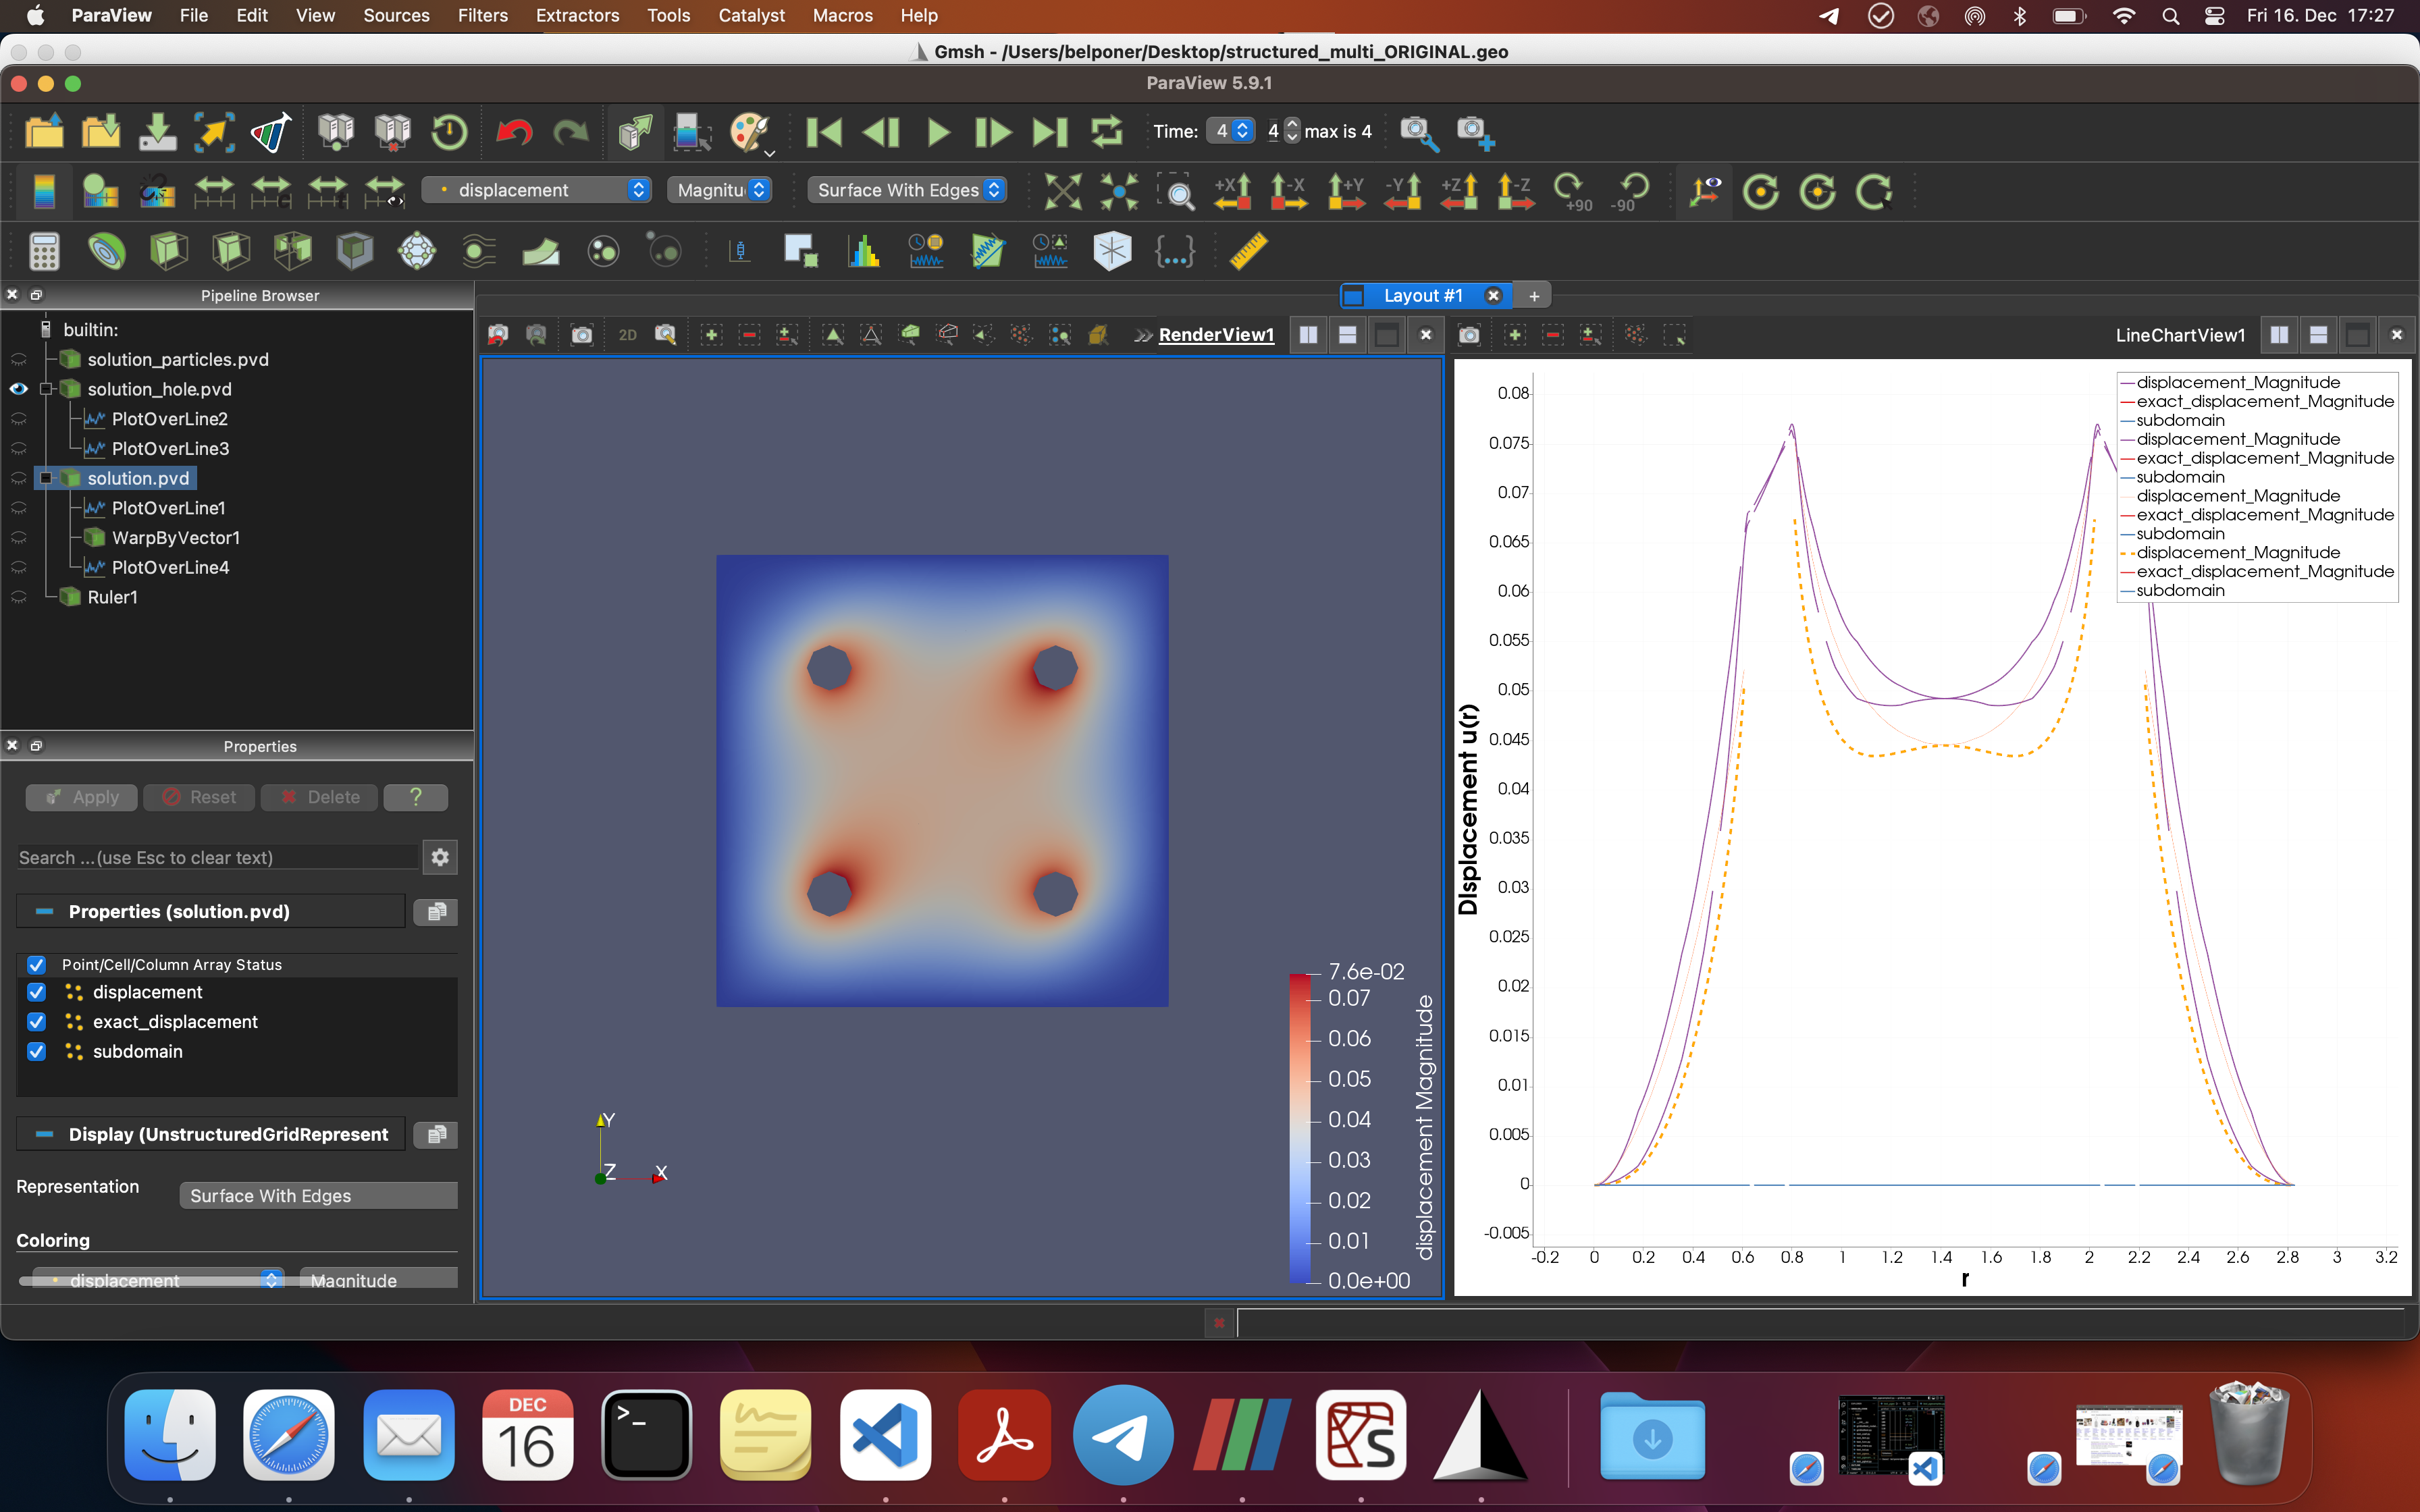 ParaView File Edit View Sources Filters Extractors Tools Catalyst Macros Help Fri 16. Dec 17:27
Gmsh - /Users/belponer/Desktop/structured_multi_ORIGINAL.geo
ParaView 5.9.1
Time: 4 4 max is 4
displacement Magnitu Surface With Edges +X -X +Y -Y +Z -Z +90 -90
Pipeline Browser
Layout #1 +
builtin:
solution_particles.pvd
solution_hole.pvd
PlotOverLine2
PlotOverLine3
solution.pvd
PlotOverLine1
WarpByVector1
PlotOverLine4
Ruler1
Properties
Apply Reset Delete ?
Search ...(use Esc to clear text)
Properties (solution.pvd)
Point/Cell/Column Array Status
displacement
exact_displacement
subdomain
Display (UnstructuredGridRepresent
Representation Surface With Edges
Coloring
displacement Magnitude
2D RenderView1
Y
Z X
7.6e-02
0.07
0.06
0.05
0.04
0.03
0.02
0.01
0.0e+00
displacement Magnitude
LineChartView1
displacement_Magnitude
exact_displacement_Magnitude
subdomain
displacement_Magnitude
exact_displacement_Magnitude
subdomain
displacement_Magnitude
exact_displacement_Magnitude
subdomain
displacement_Magnitude
exact_displacement_Magnitude
subdomain
0.08
0.075
0.07
0.065
0.06
0.055
0.05
0.045
0.04
0.035
0.03
0.025
0.02
0.015
0.01
0.005
0
-0.005
DIsplacement u(r)
-0.2 0 0.2 0.4 0.6 0.8 1 1.2 1.4 1.6 1.8 2 2.2 2.4 2.6 2.8 3 3.2
r
DEC
16
>_
S